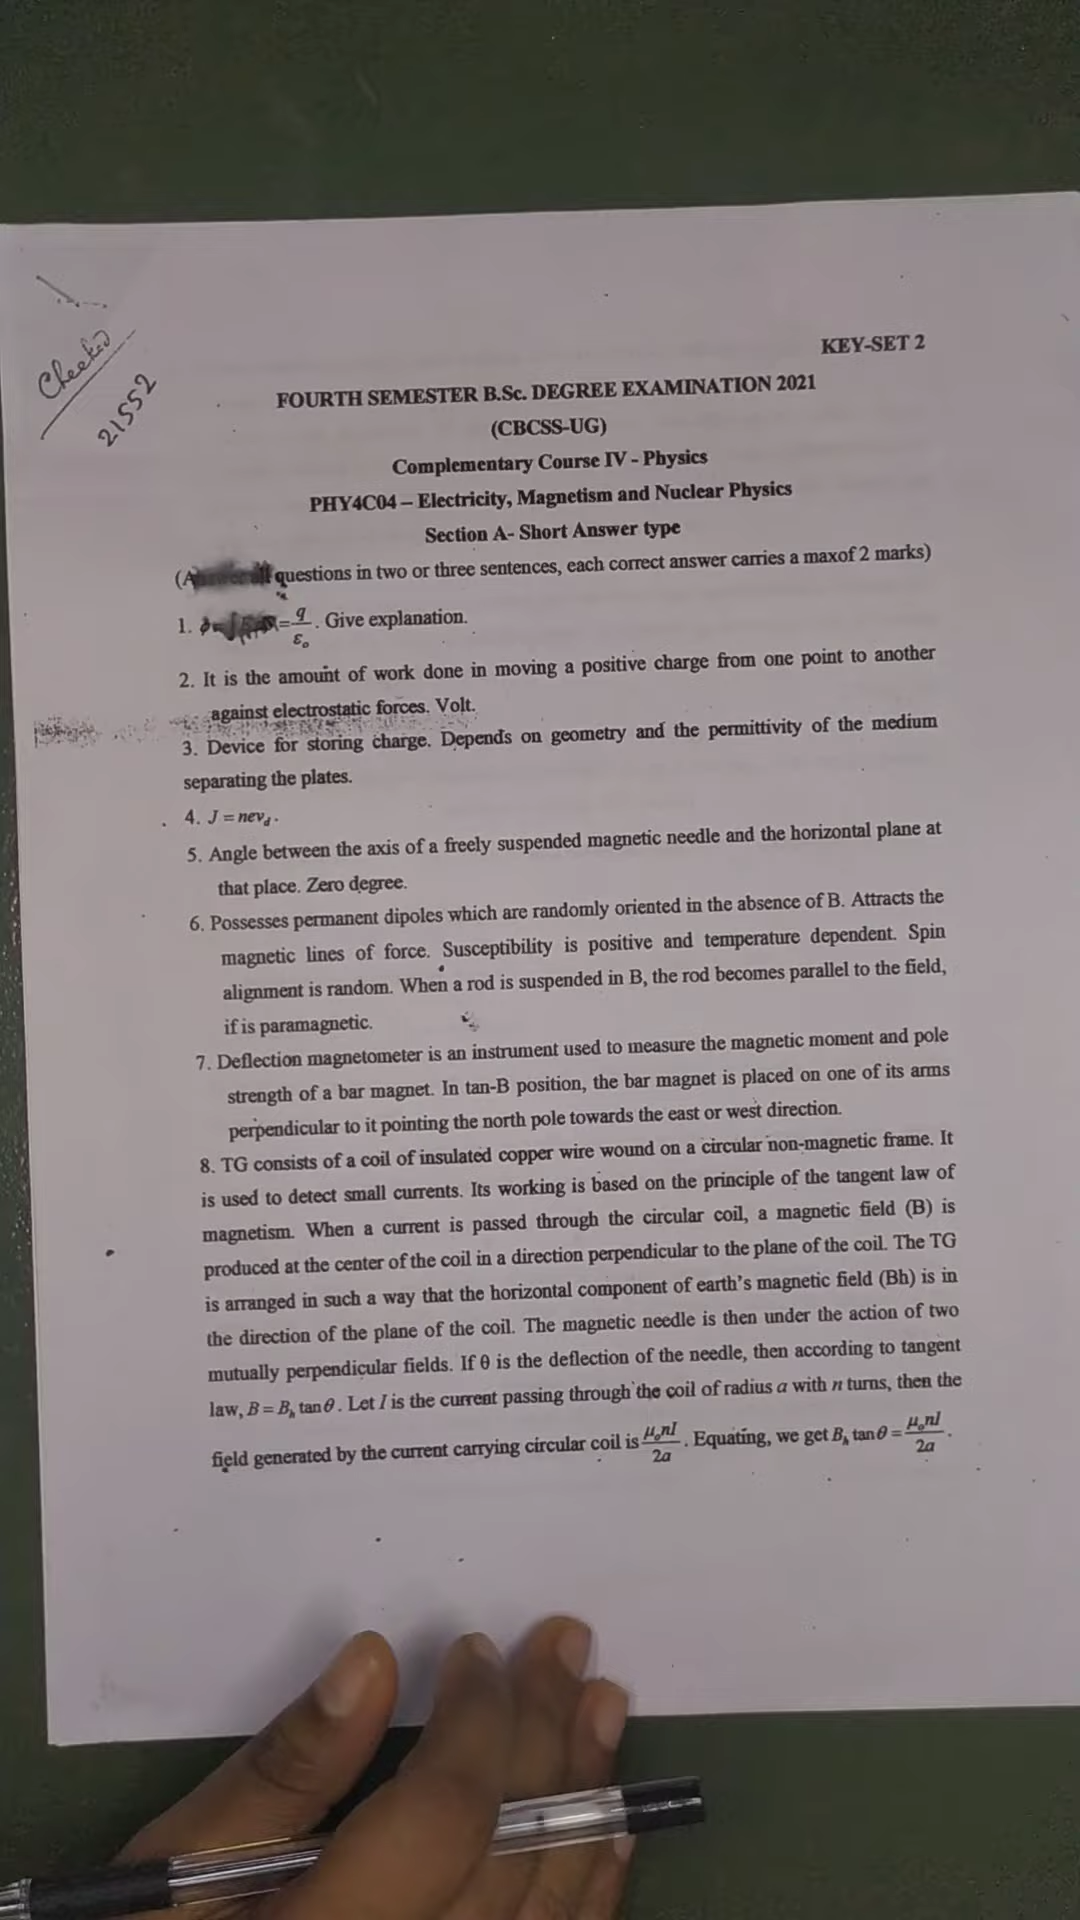 Checked
21552
KEY-SET 2
FOURTH SEMESTER B.Sc. DEGREE EXAMINATION 2021
(CBCSS-UG)
Complementary Course IV - Physics
PHY4C04 – Electricity, Magnetism and Nuclear Physics
Section A- Short Answer type
questions in two or three sentences, each correct answer carries a maxof 2 marks)
1. = q/ε₀ . Give explanation.
2. It is the amount of work done in moving a positive charge from one point to another
against electrostatic forces. Volt.
3. Device for storing charge. Depends on geometry and the permittivity of the medium
separating the plates.
4. J = nev_d .
5. Angle between the axis of a freely suspended magnetic needle and the horizontal plane at
that place. Zero degree.
6. Possesses permanent dipoles which are randomly oriented in the absence of B. Attracts the
magnetic lines of force. Susceptibility is positive and temperature dependent. Spin
alignment is random. When a rod is suspended in B, the rod becomes parallel to the field,
if is paramagnetic.
7. Deflection magnetometer is an instrument used to measure the magnetic moment and pole
strength of a bar magnet. In tan-B position, the bar magnet is placed on one of its arms
perpendicular to it pointing the north pole towards the east or west direction.
8. TG consists of a coil of insulated copper wire wound on a circular non-magnetic frame. It
is used to detect small currents. Its working is based on the principle of the tangent law of
magnetism. When a current is passed through the circular coil, a magnetic field (B) is
produced at the center of the coil in a direction perpendicular to the plane of the coil. The TG
is arranged in such a way that the horizontal component of earth's magnetic field (Bh) is in
the direction of the plane of the coil. The magnetic needle is then under the action of two
mutually perpendicular fields. If θ is the deflection of the needle, then according to tangent
law, B = B_h tan θ . Let I is the current passing through the coil of radius a with n turns, then the
field generated by the current carrying circular coil is μ₀nI/2a . Equating, we get B_h tan θ = μ₀nI/2a .